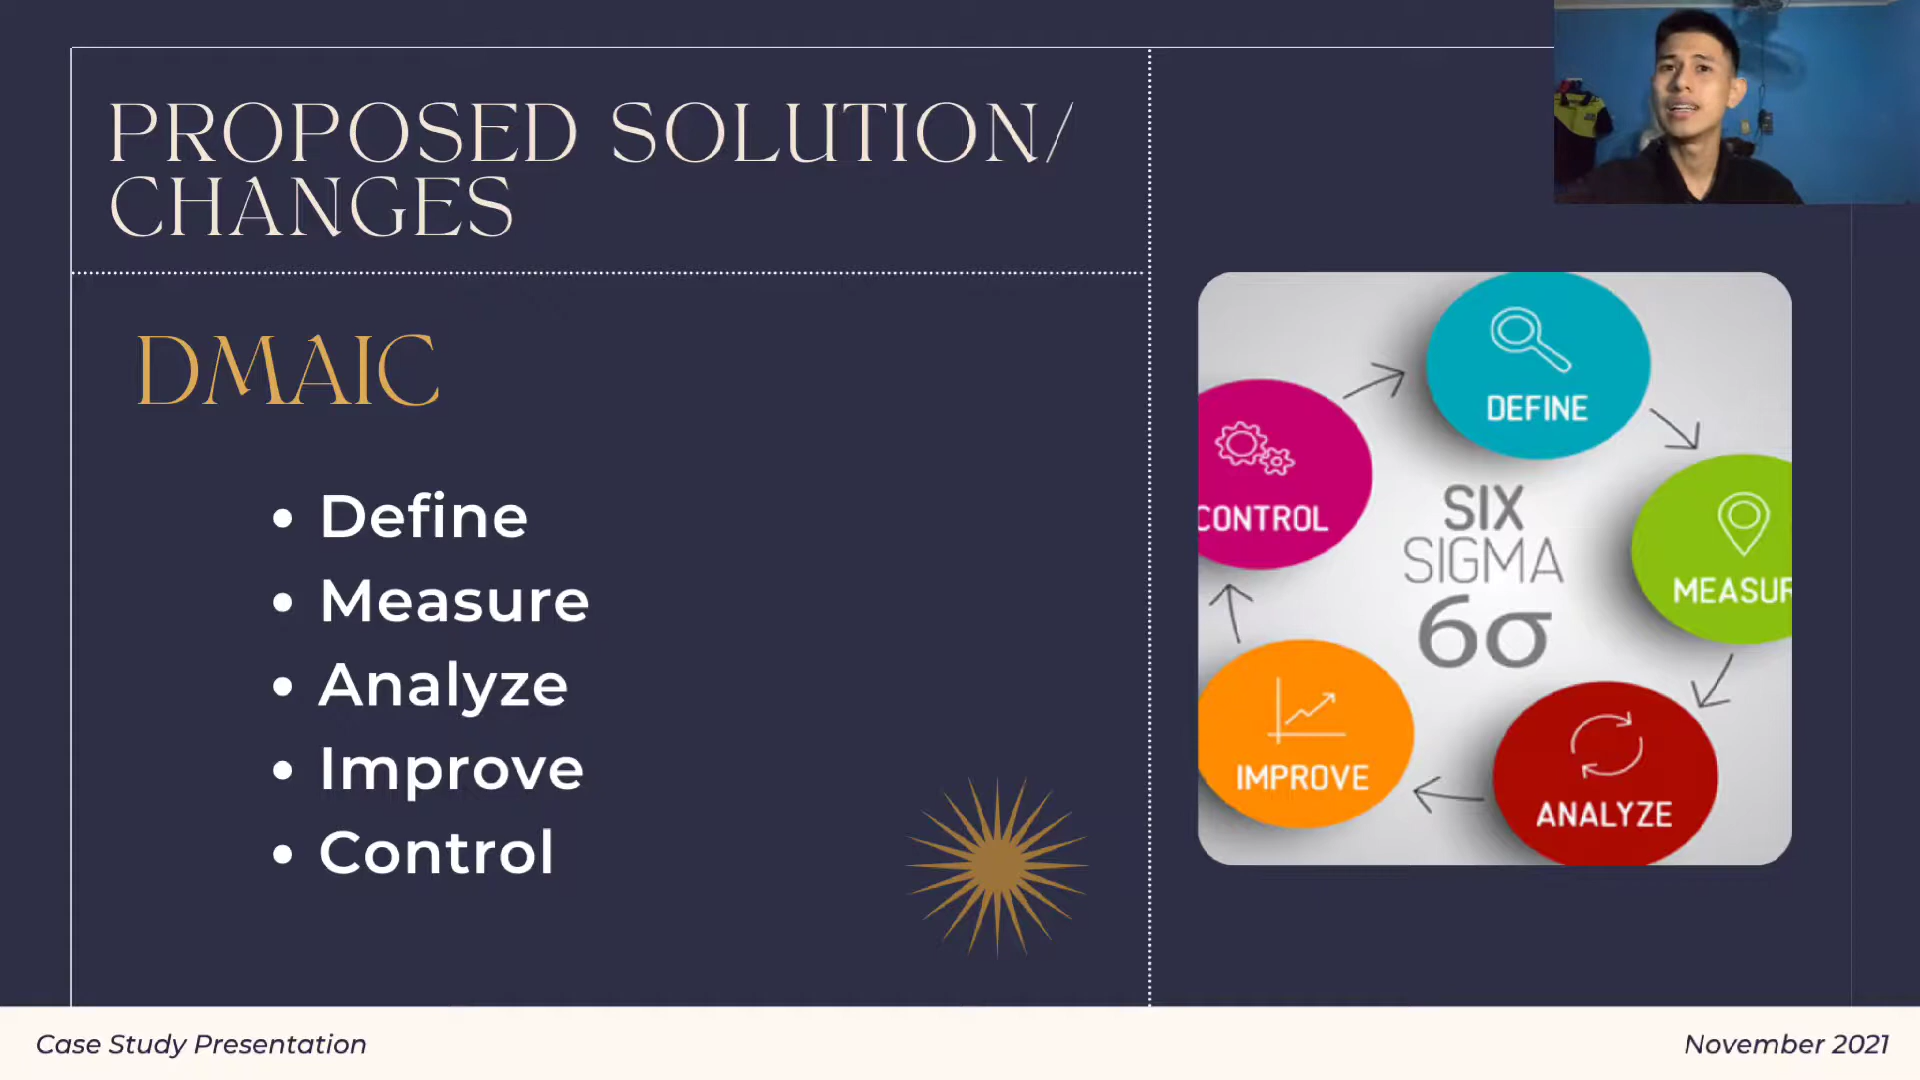 PROPOSED SOLUTION/
CHANGES
DMAIC
• Define
• Measure
• Analyze
• Improve
• Control
DEFINE
CONTROL
MEASUR
SIX
SIGMA
6σ
IMPROVE
ANALYZE
Case Study Presentation
November 2021